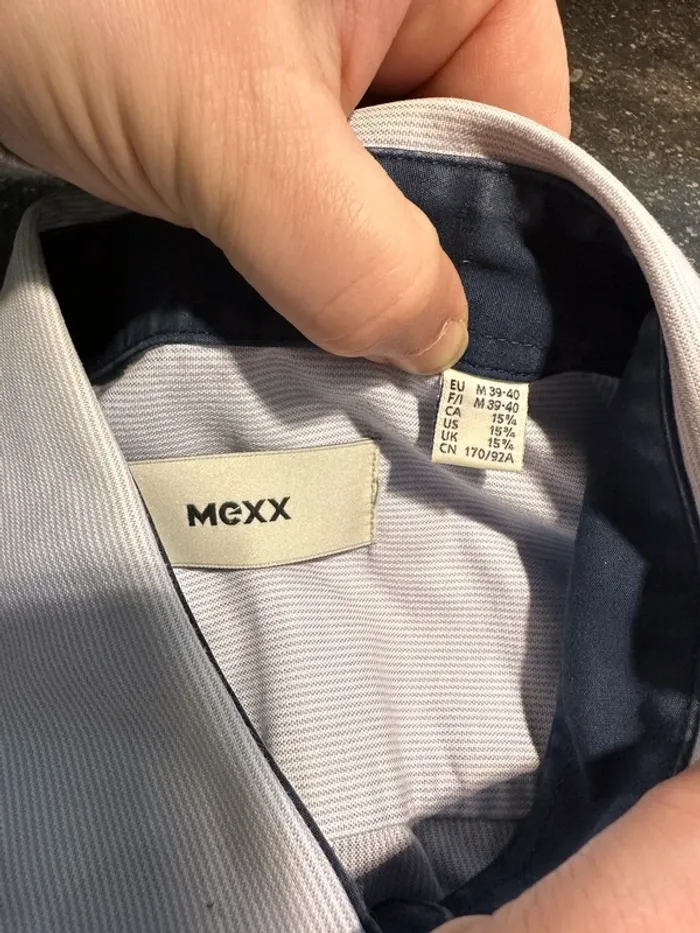 MeXX
EU M 39-40
F/I M 39-40
CA 15¾
US 15¾
UK 15¾
CN 170/92A